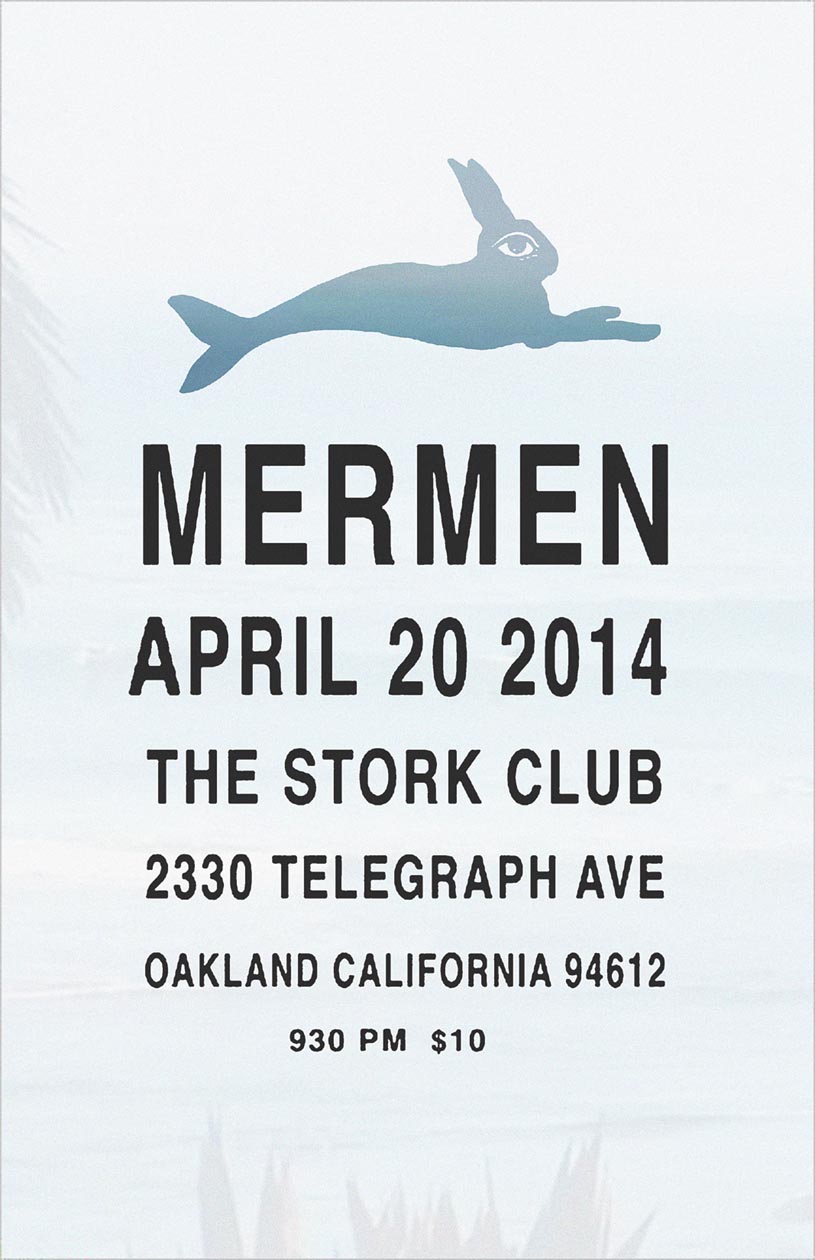 MERMEN
APRIL 20 2014
THE STORK CLUB
2330 TELEGRAPH AVE
OAKLAND CALIFORNIA 94612
930 PM $10